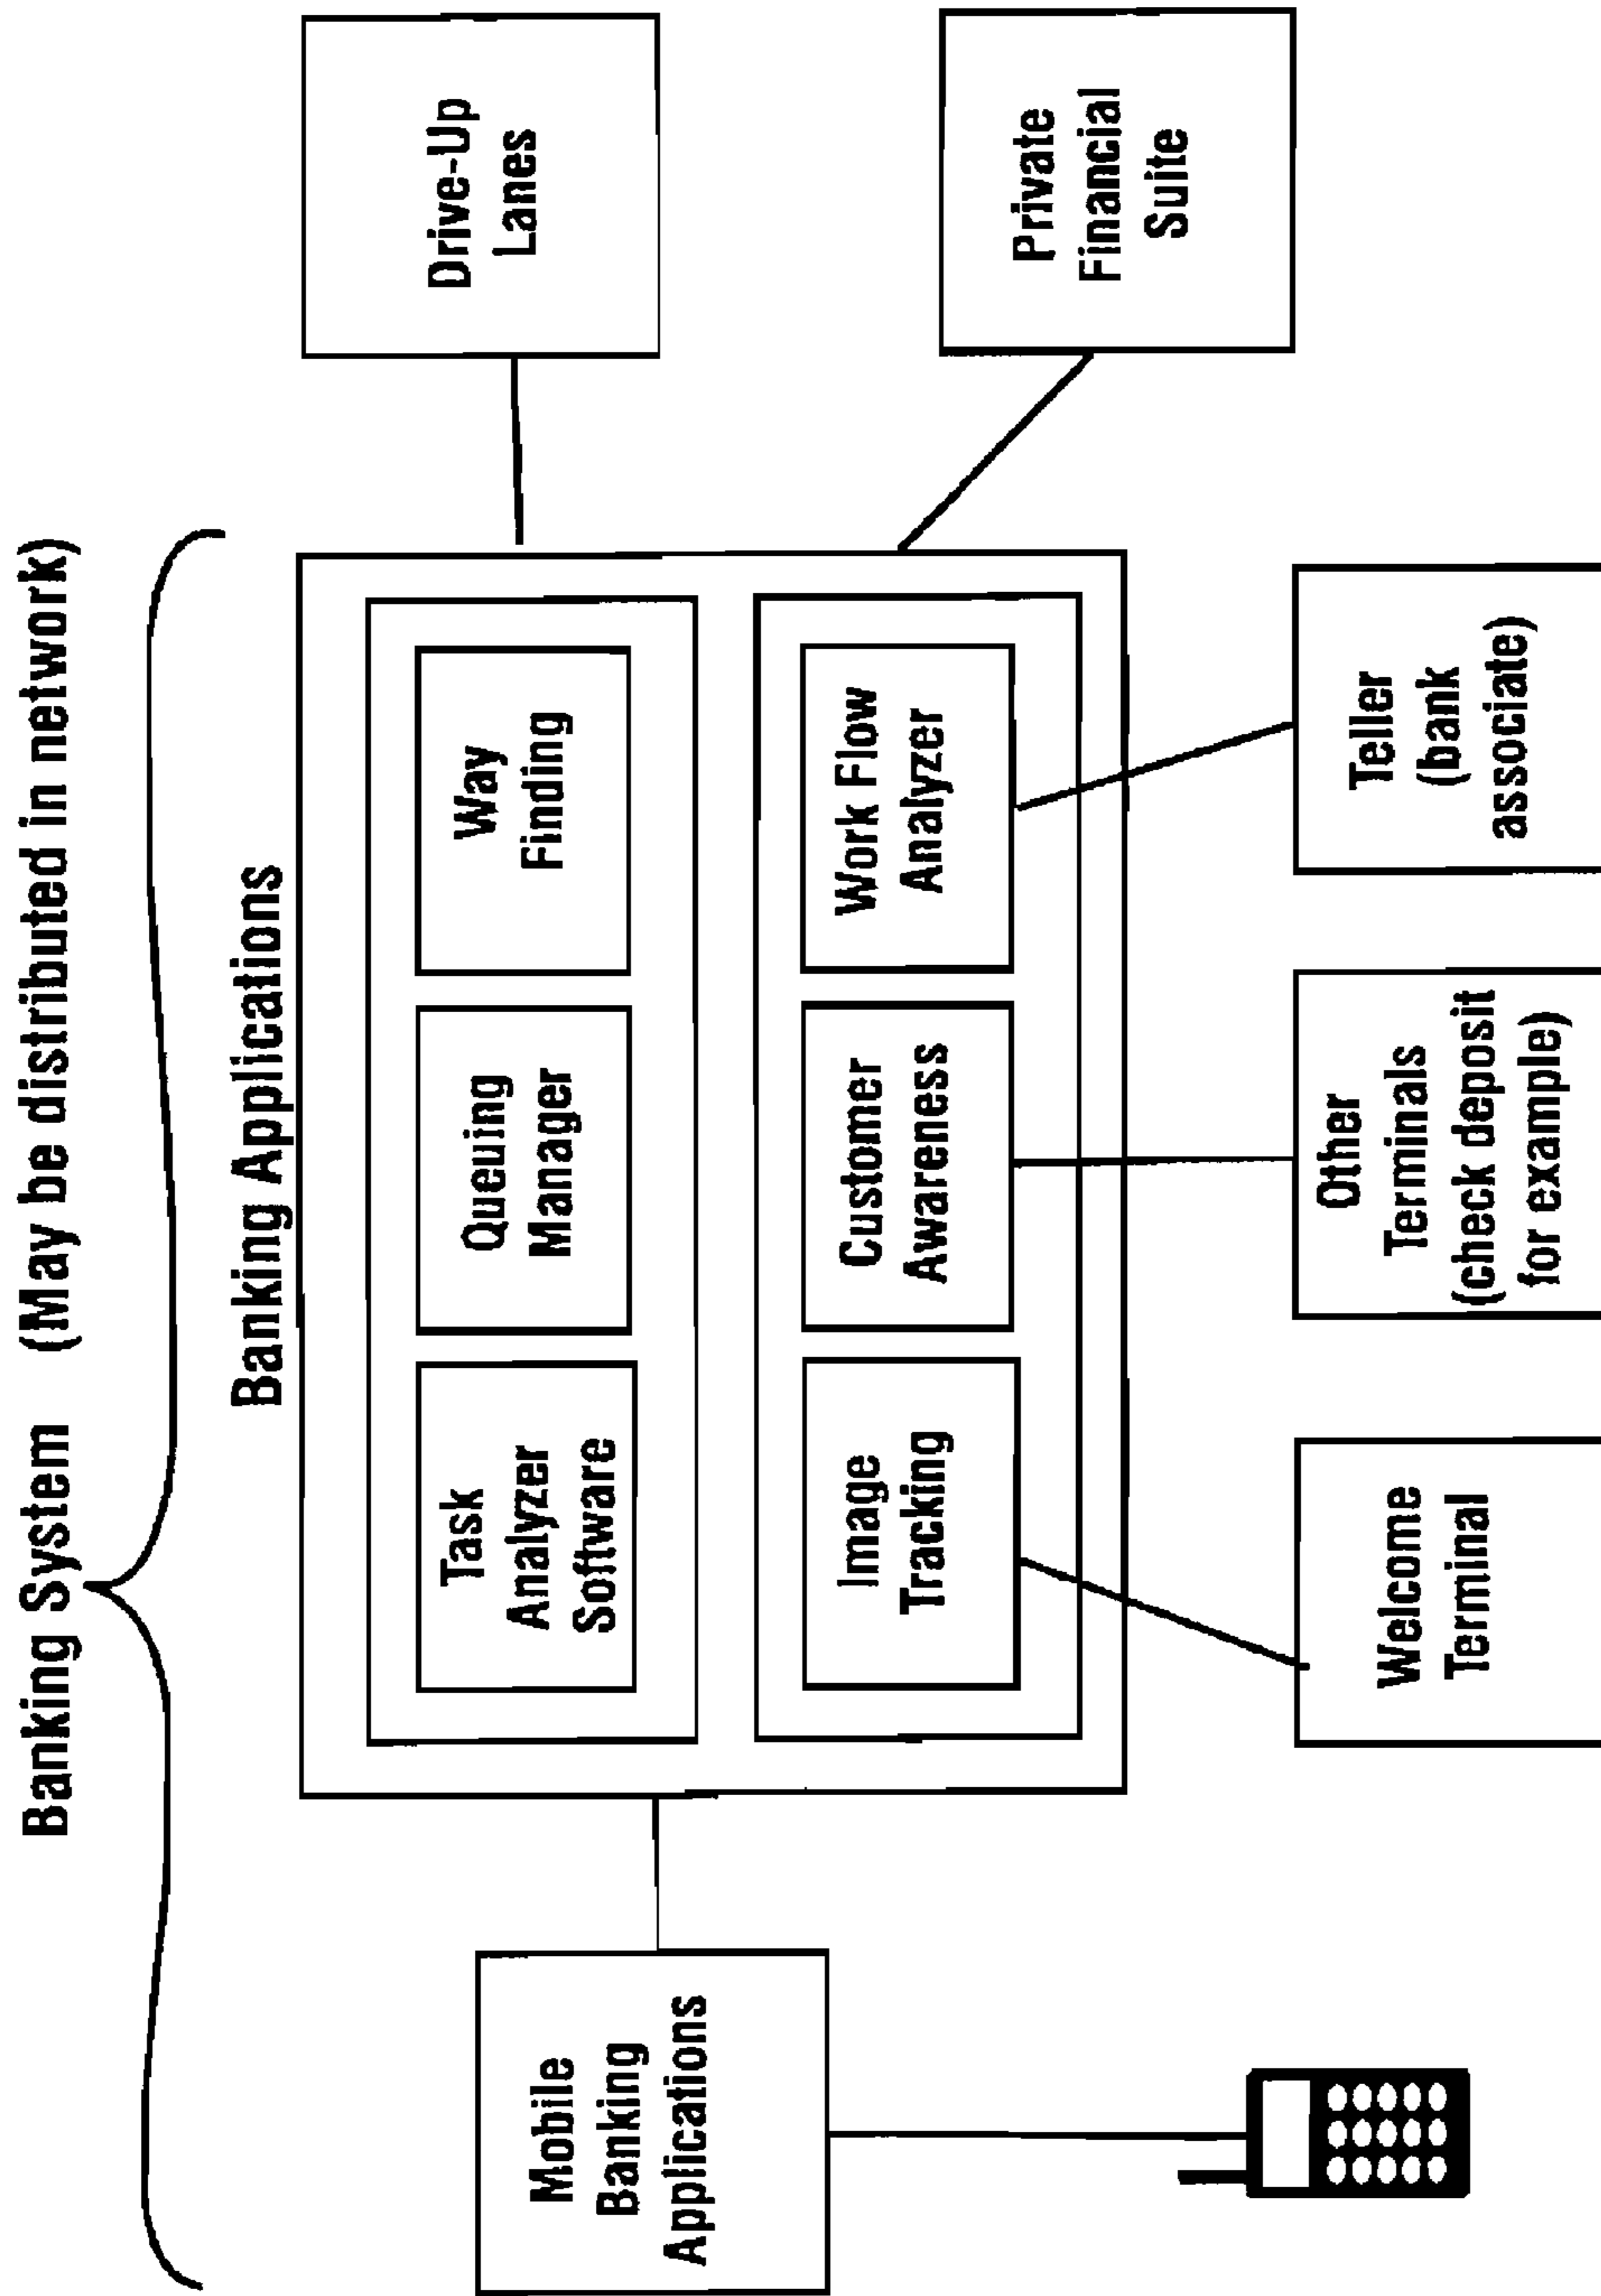 Banking System (May be distributed in network)
Banking Applications
Mobile
Banking
Applications
Task
Analyzer
Software
Queuing
Manager
Way
Finding
Image
Tracking
Customer
Awareness
Work Flow
Analyzer
Drive-Up
Lanes
Private
Financial
Suite
Welcome
Terminal
Other
Terminals
(check deposit
for example)
Teller
(bank
associate)